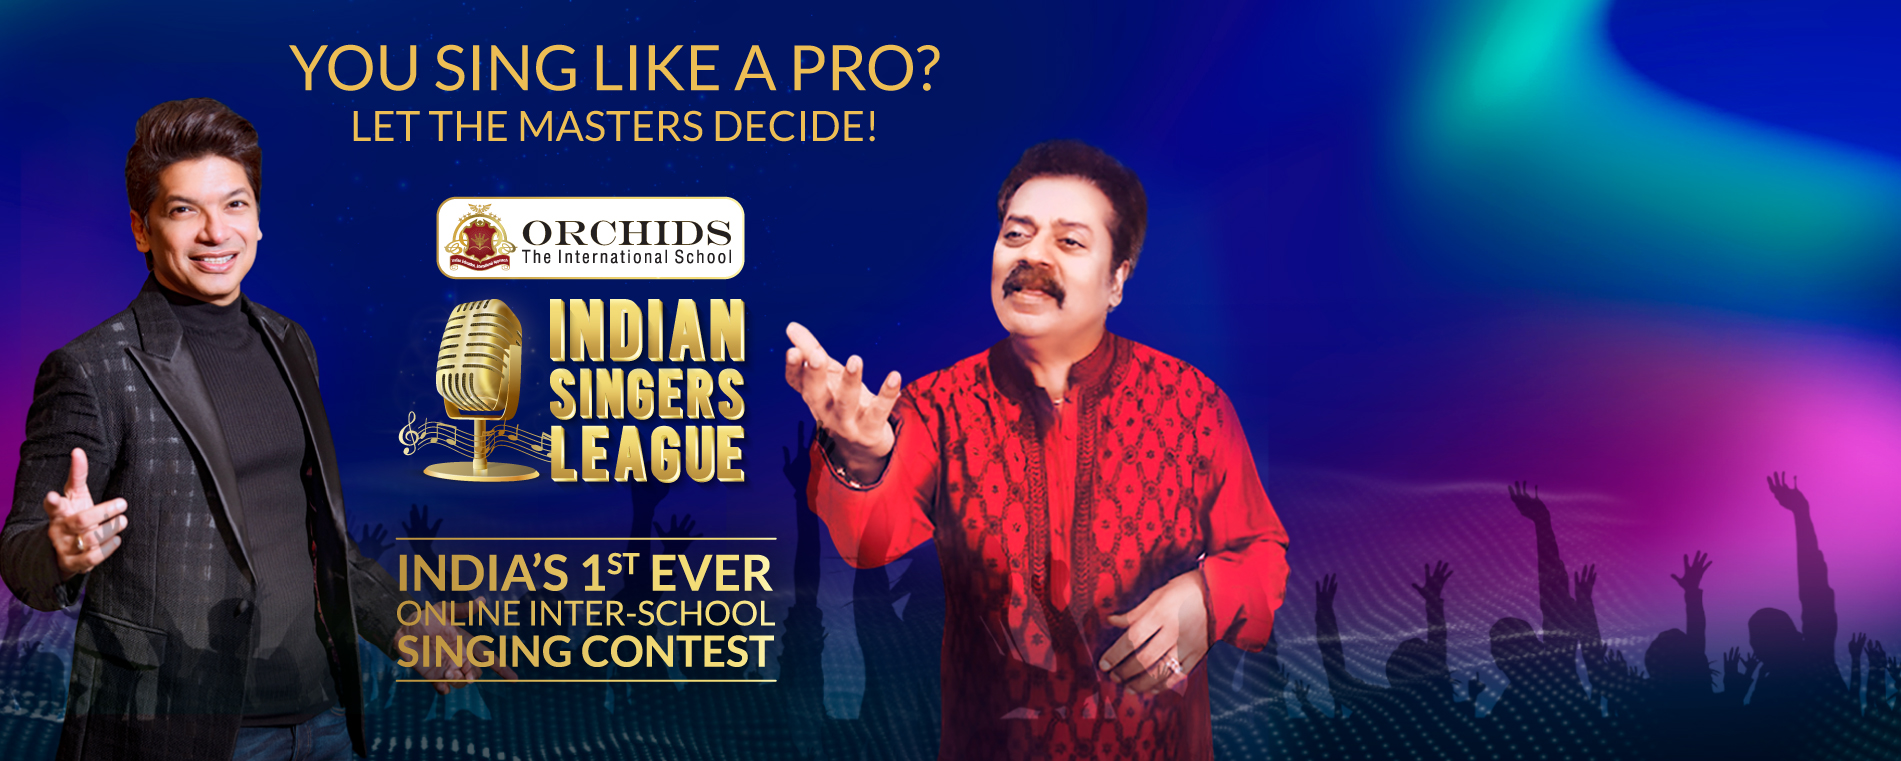 YOU SING LIKE A PRO?
LET THE MASTERS DECIDE!
ORCHIDS
The International School
INDIAN
SINGERS
LEAGUE
INDIA'S 1ST EVER
ONLINE INTER-SCHOOL
SINGING CONTEST